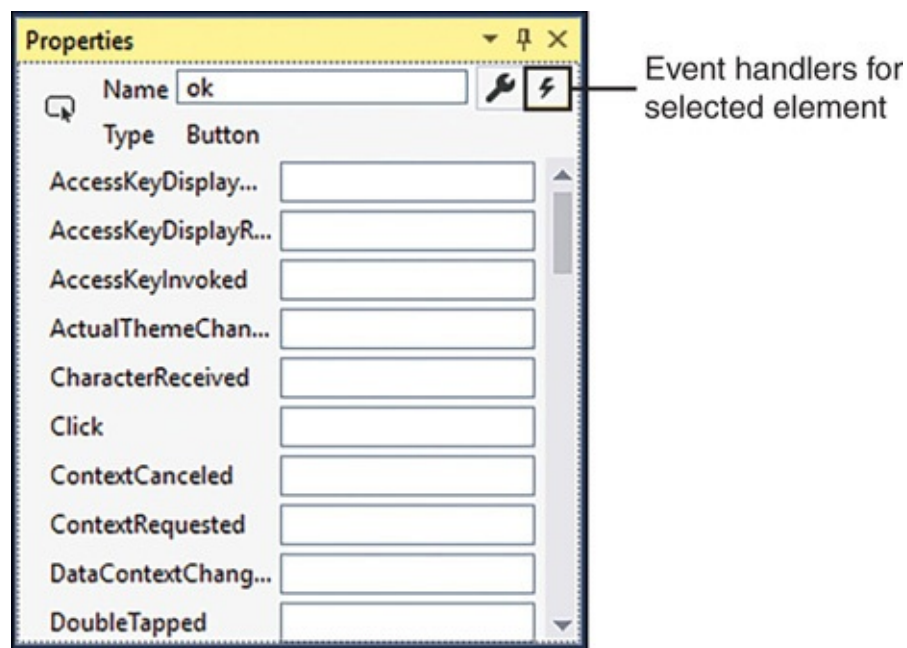 Properties
Name ok
Type Button
Event handlers for
selected element
AccessKeyDisplay...
AccessKeyDisplayR...
AccessKeyInvoked
ActualThemeChan...
CharacterReceived
Click
ContextCanceled
ContextRequested
DataContextChang...
DoubleTapped